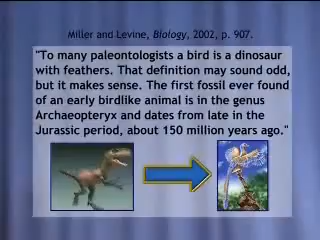 Miller and Levine, Biology, 2002, p. 907.
"To many paleontologists a bird is a dinosaur
with feathers. That definition may sound odd,
but it makes sense. The first fossil ever found
of an early birdlike animal is in the genus
Archaeopteryx and dates from late in the
Jurassic period, about 150 million years ago."